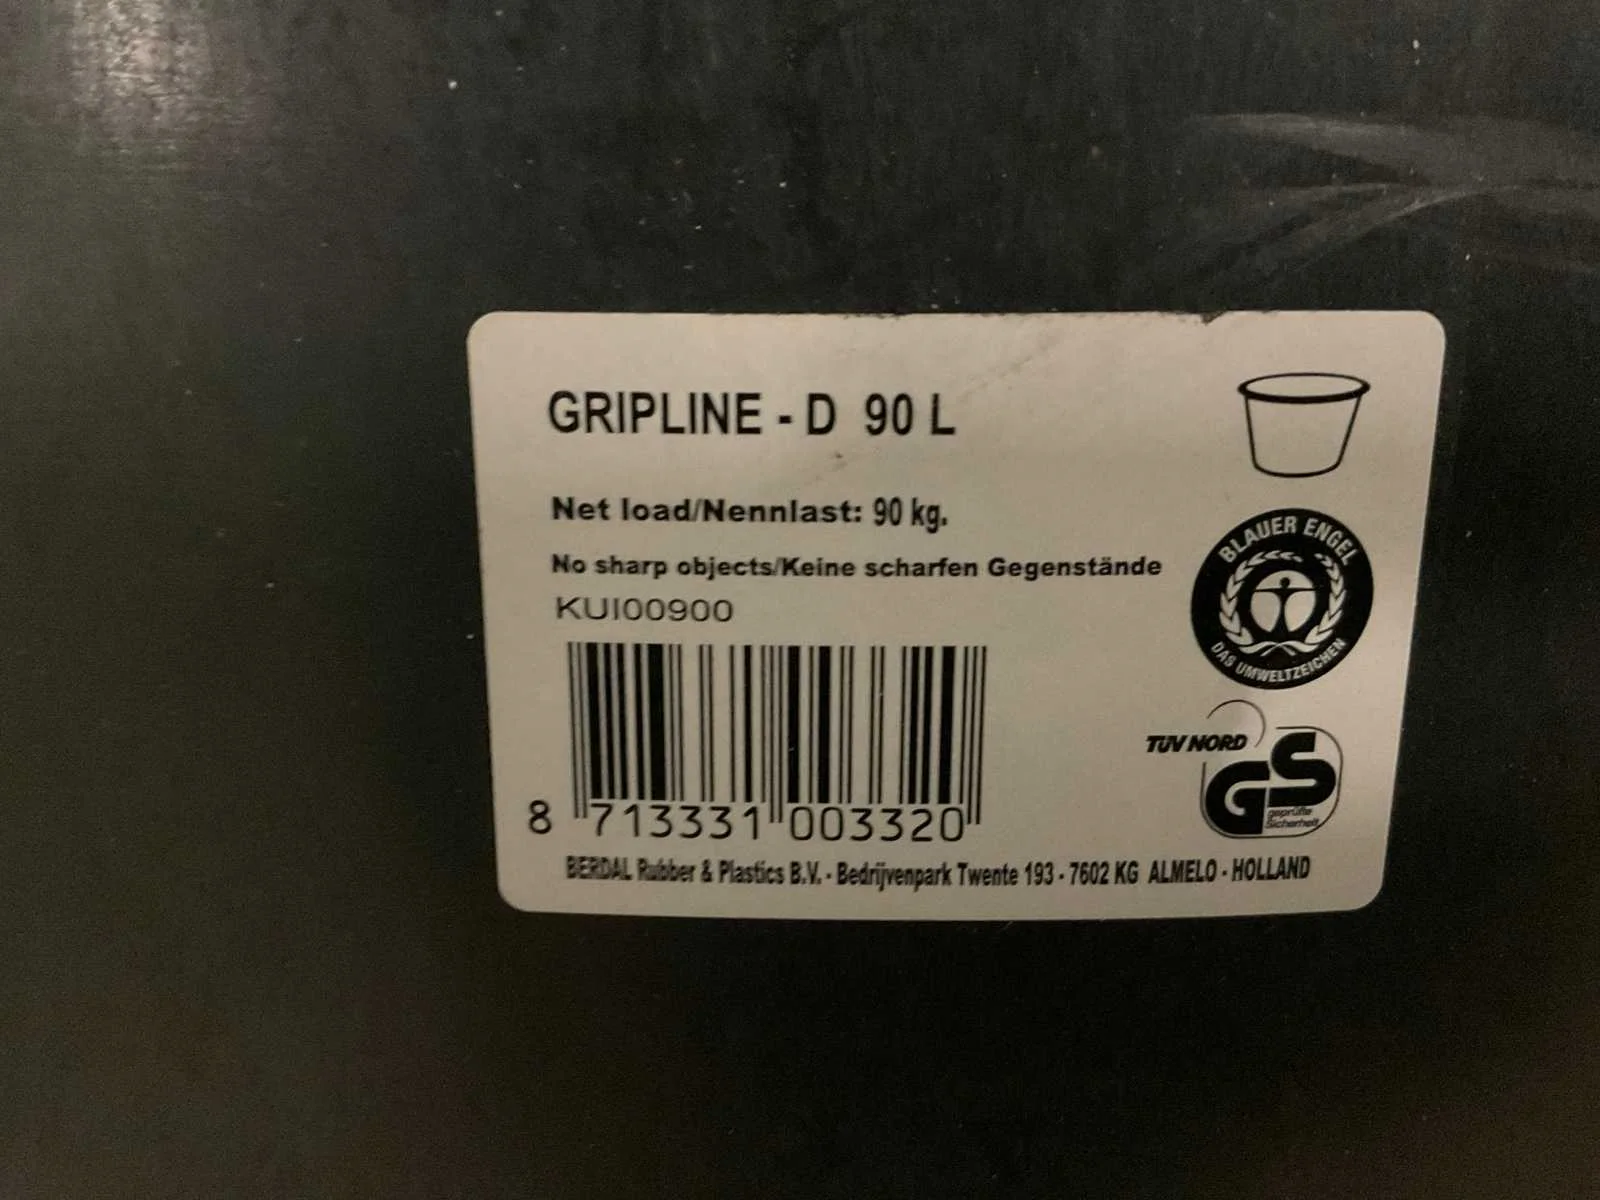 GRIPLINE - D 90 L
Net load/Nennlast: 90 kg.
No sharp objects/Keine scharfen Gegenstände
KUI00900
BLAUER ENGEL
DAS UMWELTZEICHEN
TÜV NORD
GS
geprüfte
Sicherheit
8 713331 003320
BERDAL Rubber & Plastics B.V. - Bedrijvenpark Twente 193 - 7602 KG ALMELO - HOLLAND